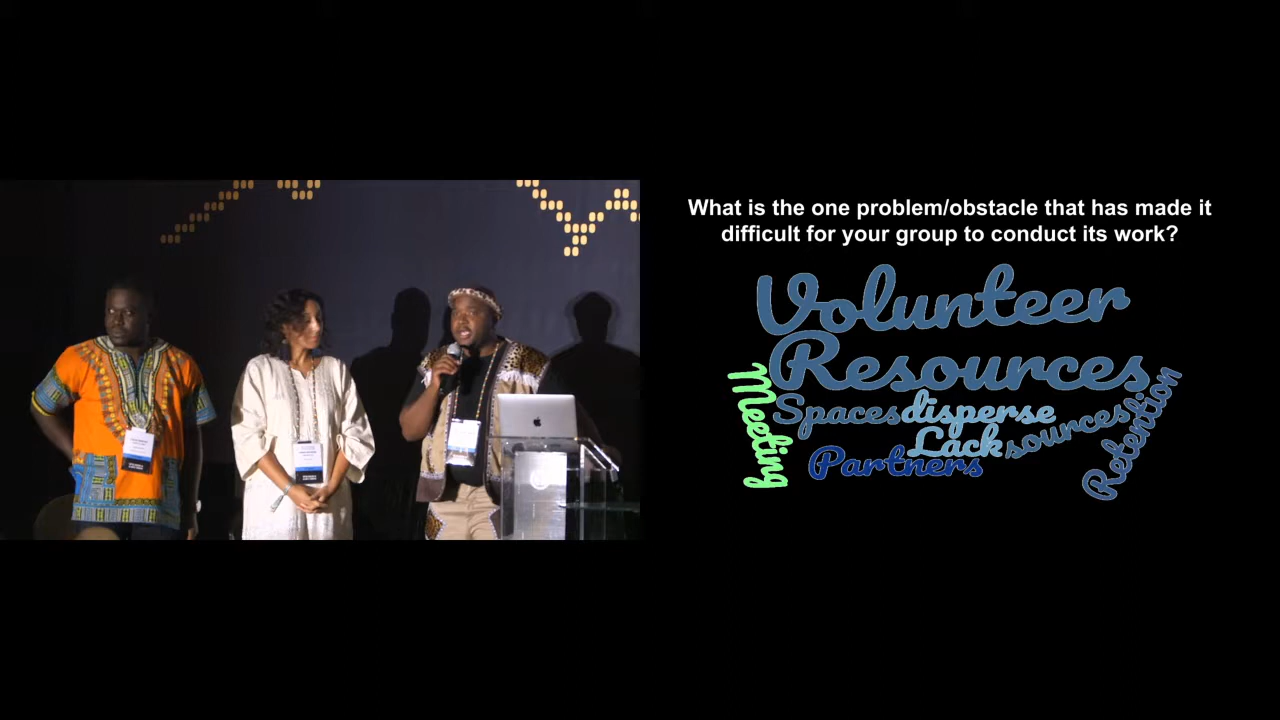 What is the one problem/obstacle that has made it
difficult for your group to conduct its work?
Volunteer
Resources
Meeting
Spaces
disperse
Lack
sources
Retention
Partners